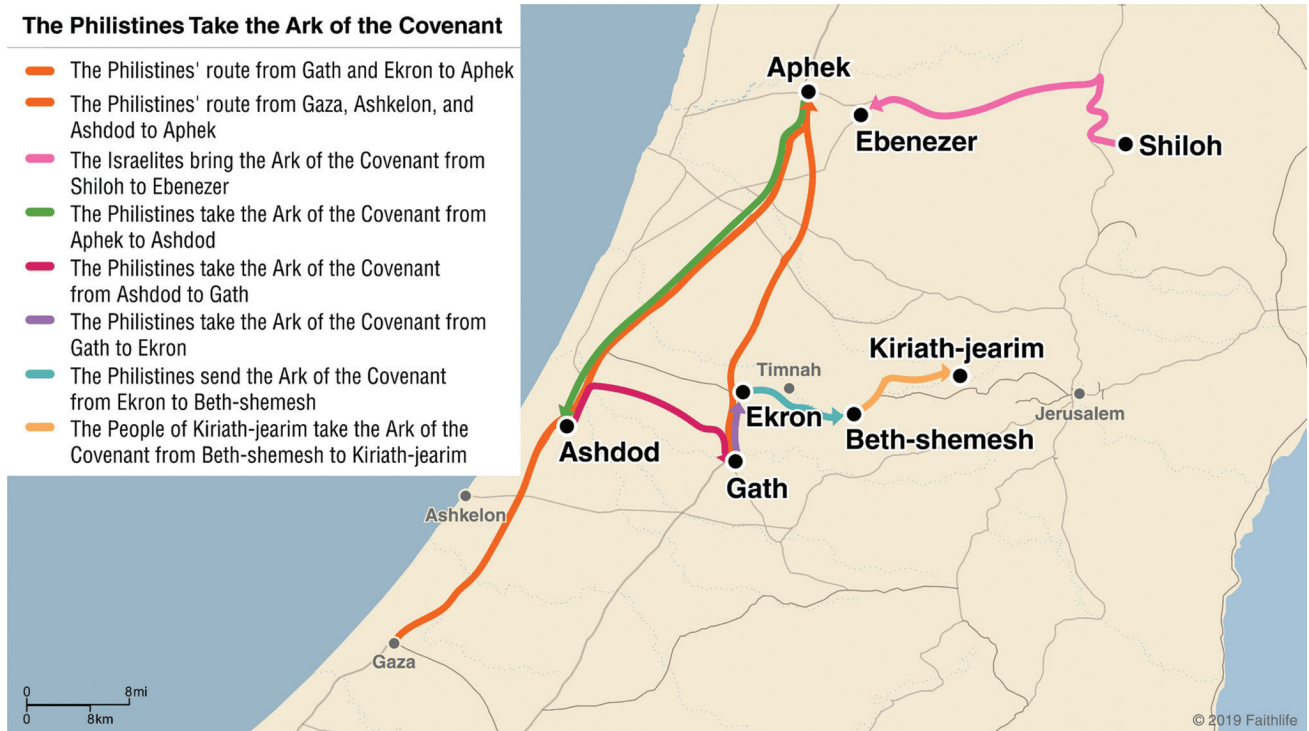 The Philistines Take the Ark of the Covenant
The Philistines' route from Gath and Ekron to Aphek
The Philistines' route from Gaza, Ashkelon, and
Ashdod to Aphek
The Israelites bring the Ark of the Covenant from
Shiloh to Ebenezer
The Philistines take the Ark of the Covenant from
Aphek to Ashdod
The Philistines take the Ark of the Covenant
from Ashdod to Gath
The Philistines take the Ark of the Covenant from
Gath to Ekron
The Philistines send the Ark of the Covenant
from Ekron to Beth-shemesh
The People of Kiriath-jearim take the Ark of the
Covenant from Beth-shemesh to Kiriath-jearim
Aphek
Ebenezer
Shiloh
Kiriath-jearim
Timnah
Ekron
Beth-shemesh
Jerusalem
Ashdod
Gath
Ashkelon
Gaza
0 8mi
0 8km
© 2019 Faithlife